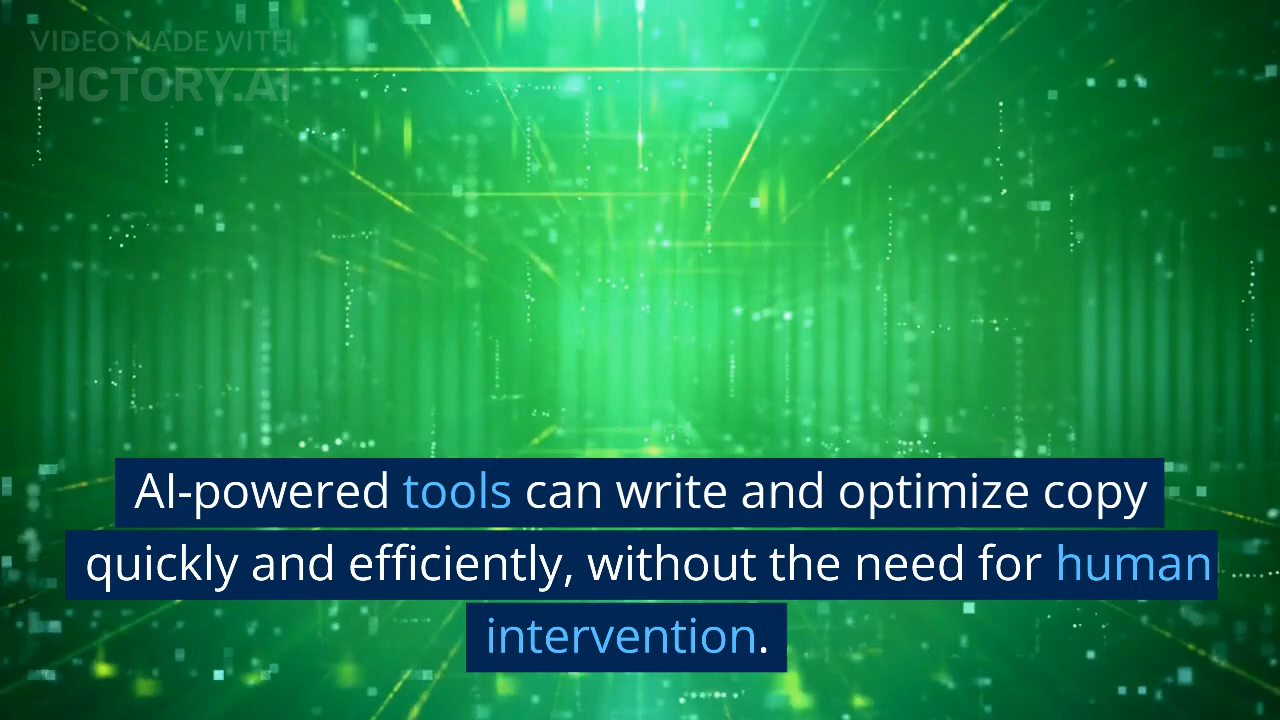 VIDEO MADE WITH
PICTORY.AI
AI-powered tools can write and optimize copy
quickly and efficiently, without the need for human
intervention.